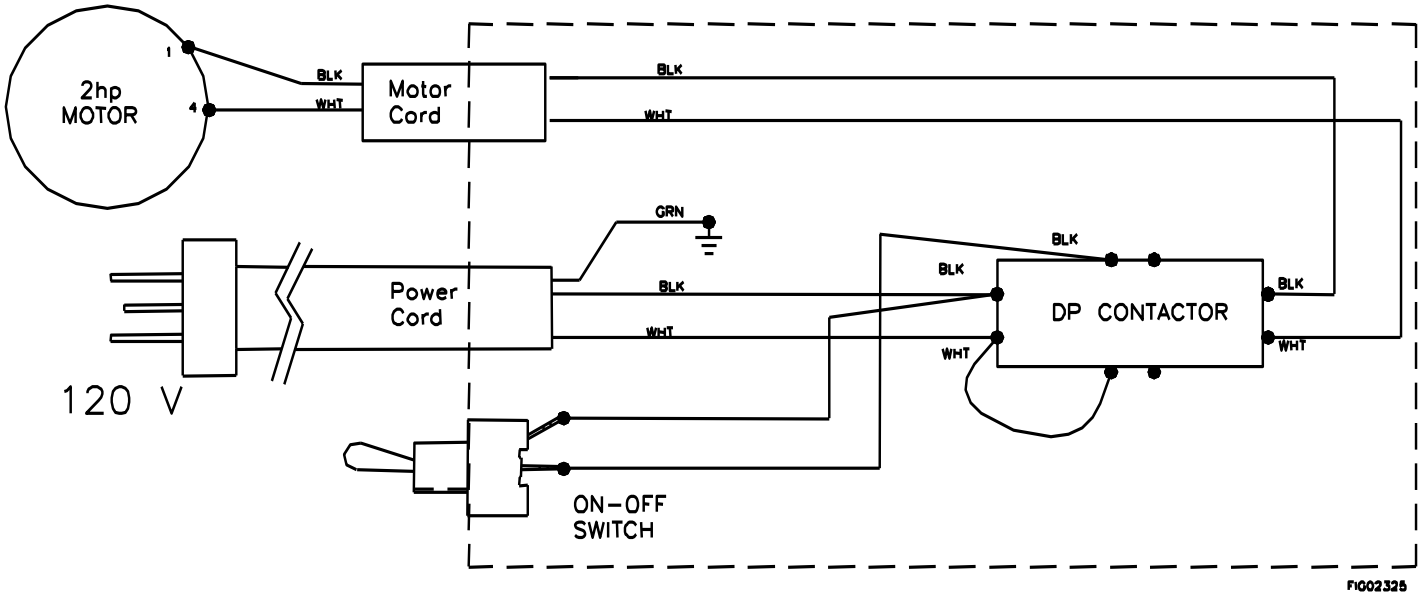 1
BLK
2hp
MOTOR
4
WHT
Motor
Cord
BLK
WHT
GRN
BLK
BLK
BLK
Power
Cord
BLK
DP CONTACTOR
WHT
WHT
WHT
120 V
ON-OFF
SWITCH
FIG02325